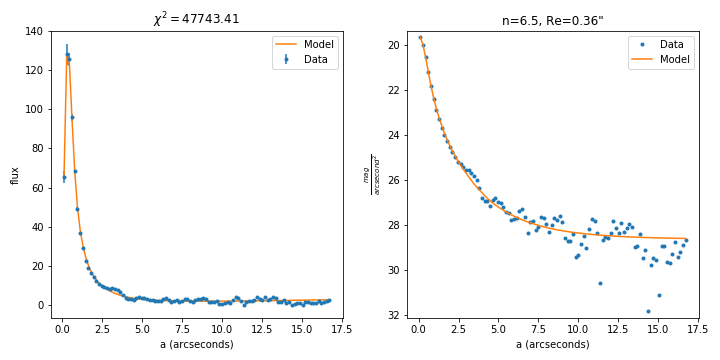 χ² = 47743.41
140
120
100
80
60
40
20
0
flux
Model
Data
0.0 2.5 5.0 7.5 10.0 12.5 15.0 17.5
a (arcseconds)
n=6.5, Re=0.36"
20
22
24
26
28
30
32
mag
arcsecond²
Data
Model
0.0 2.5 5.0 7.5 10.0 12.5 15.0 17.5
a (arcseconds)